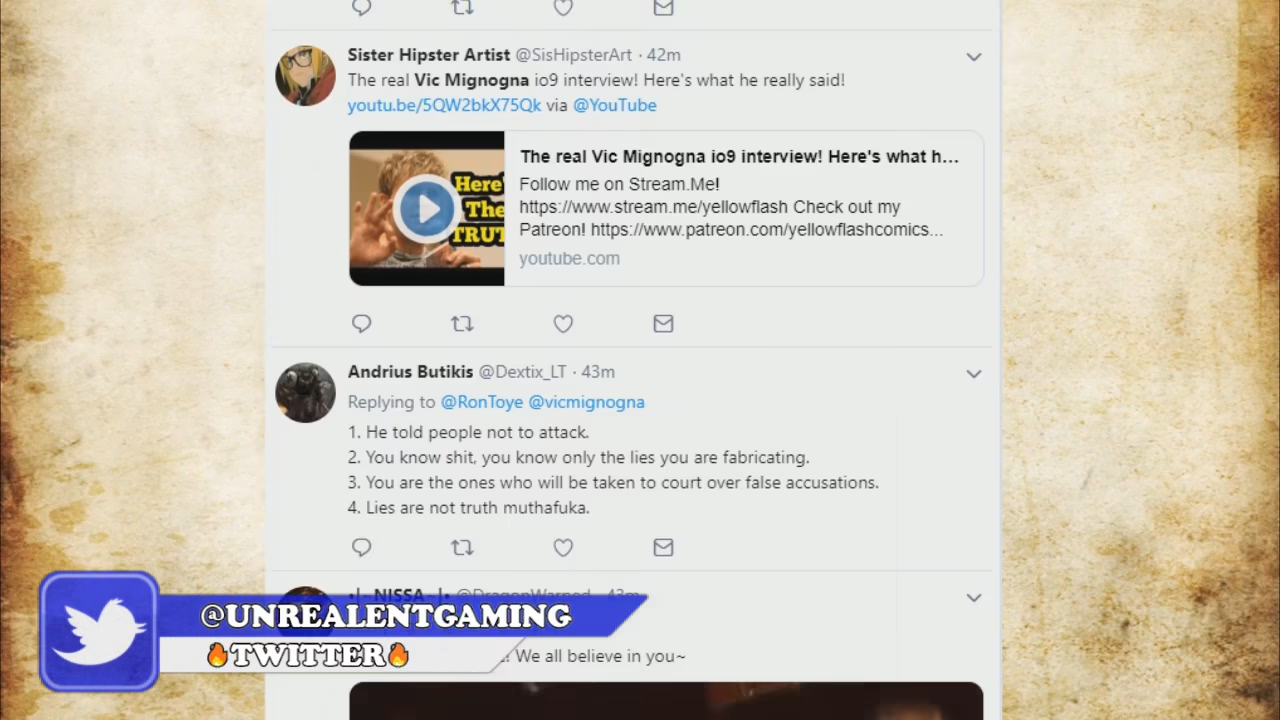 Sister Hipster Artist @SisHipsterArt · 42m
The real Vic Mignogna io9 interview! Here's what he really said!
youtu.be/5QW2bkX75Qk via @YouTube
Here'
The
TRUT
The real Vic Mignogna io9 interview! Here's what h...
Follow me on Stream.Me!
https://www.stream.me/yellowflash Check out my
Patreon! https://www.patreon.com/yellowflashcomics...
youtube.com
Andrius Butikis @Dextix_LT · 43m
Replying to @RonToye @vicmignogna
1. He told people not to attack.
2. You know shit, you know only the lies you are fabricating.
3. You are the ones who will be taken to court over false accusations.
4. Lies are not truth muthafuka.
NISSA @DragonWarned · 43m
@UNREALENTGAMING
🔥TWITTER🔥
We all believe in you~